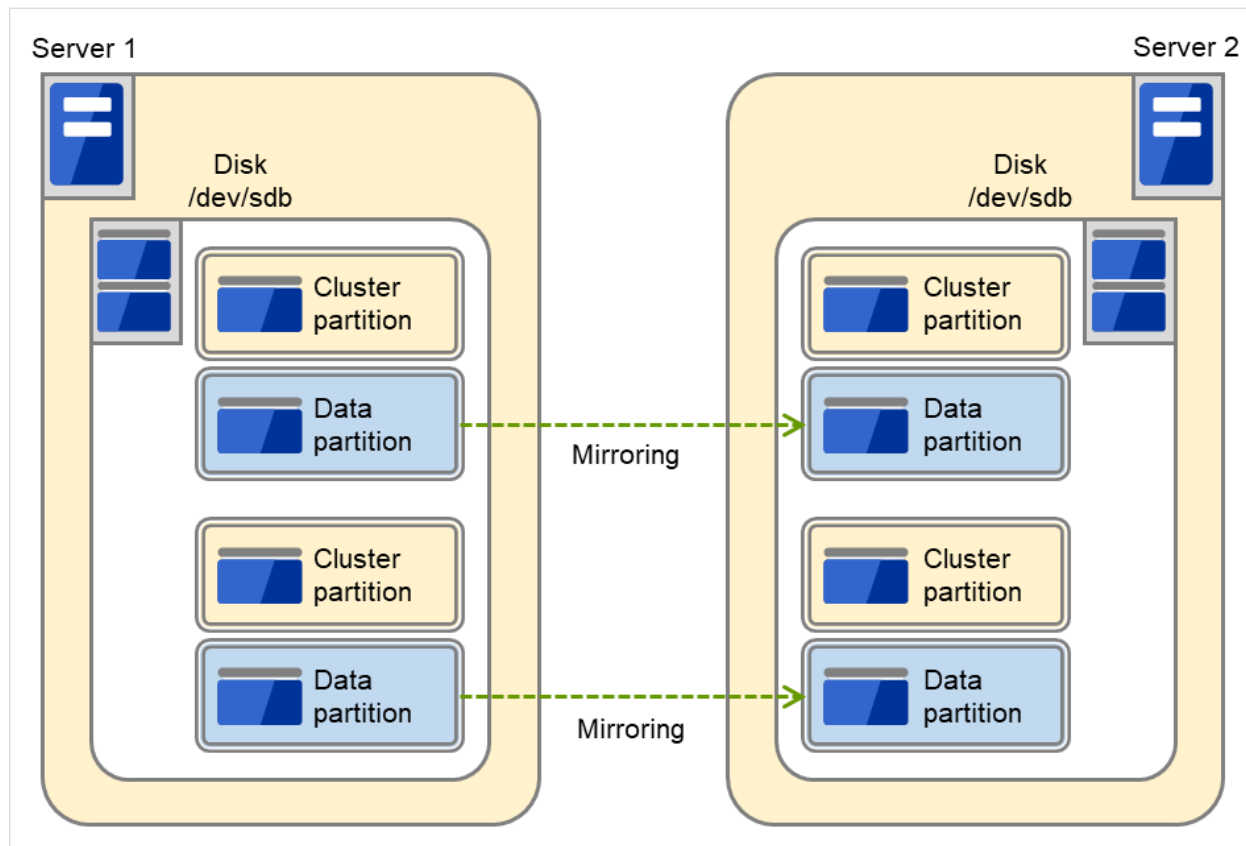 Server 1
Server 2
Disk
/dev/sdb
Disk
/dev/sdb
Cluster
partition
Cluster
partition
Data
partition
Mirroring
Data
partition
Cluster
partition
Cluster
partition
Data
partition
Mirroring
Data
partition